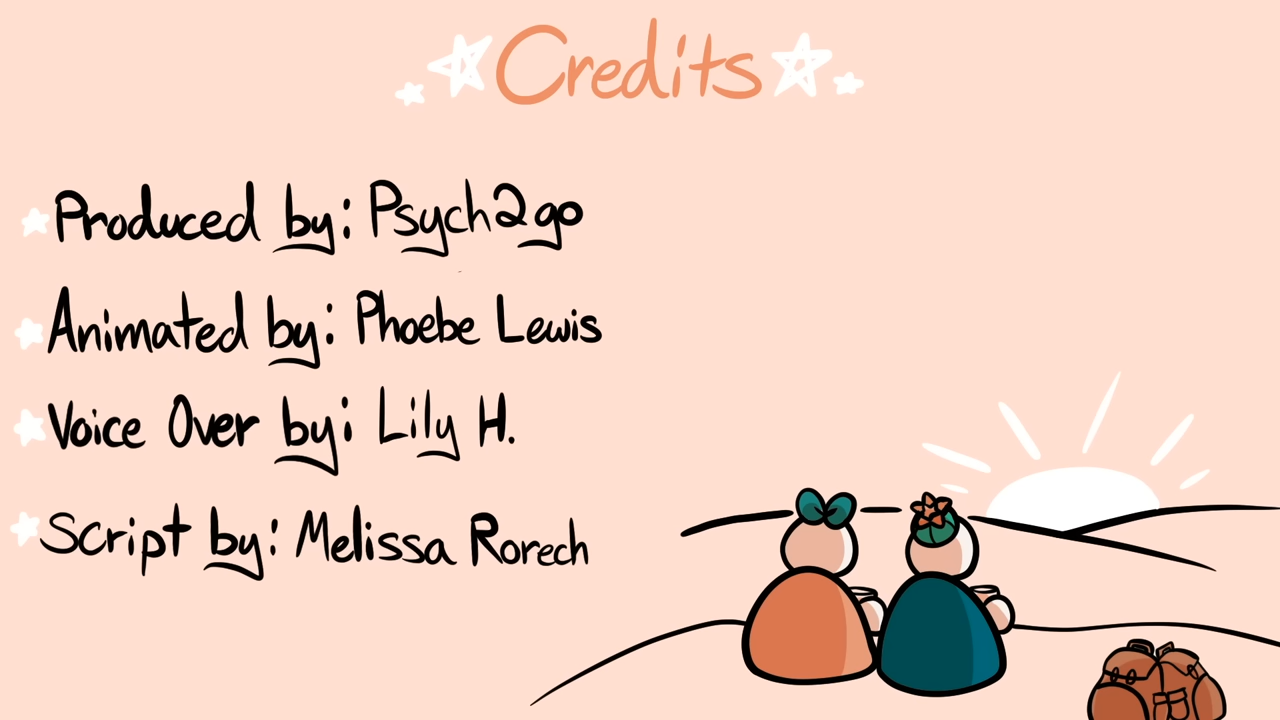 Credits
Produced by: Psych2go
Animated by: Phoebe Lewis
Voice Over by: Lily H.
Script by: Melissa Rorech